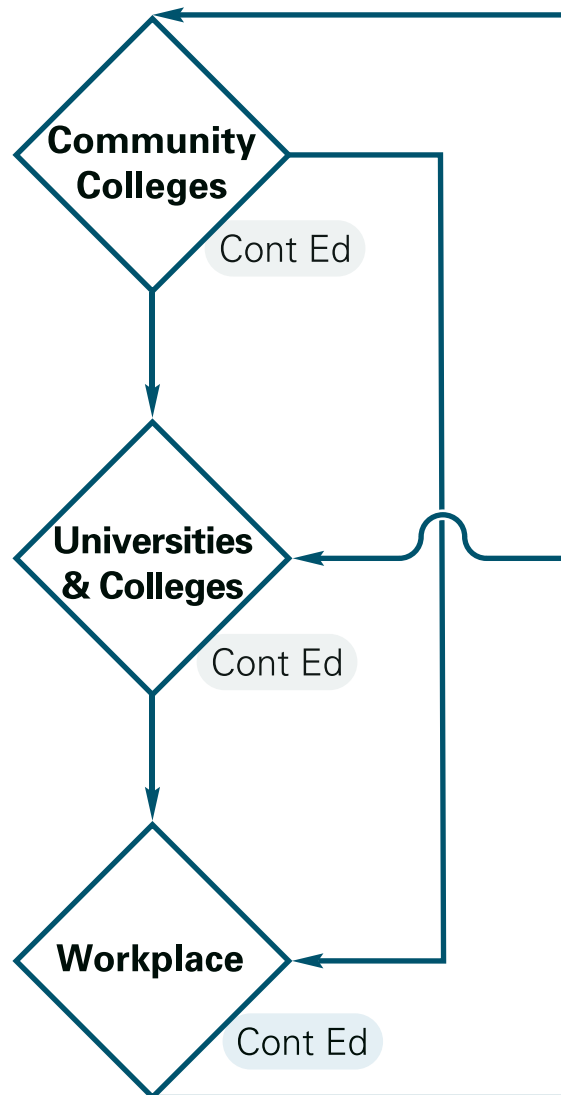 Community
Colleges
Cont Ed
Universities
& Colleges
Cont Ed
Workplace
Cont Ed